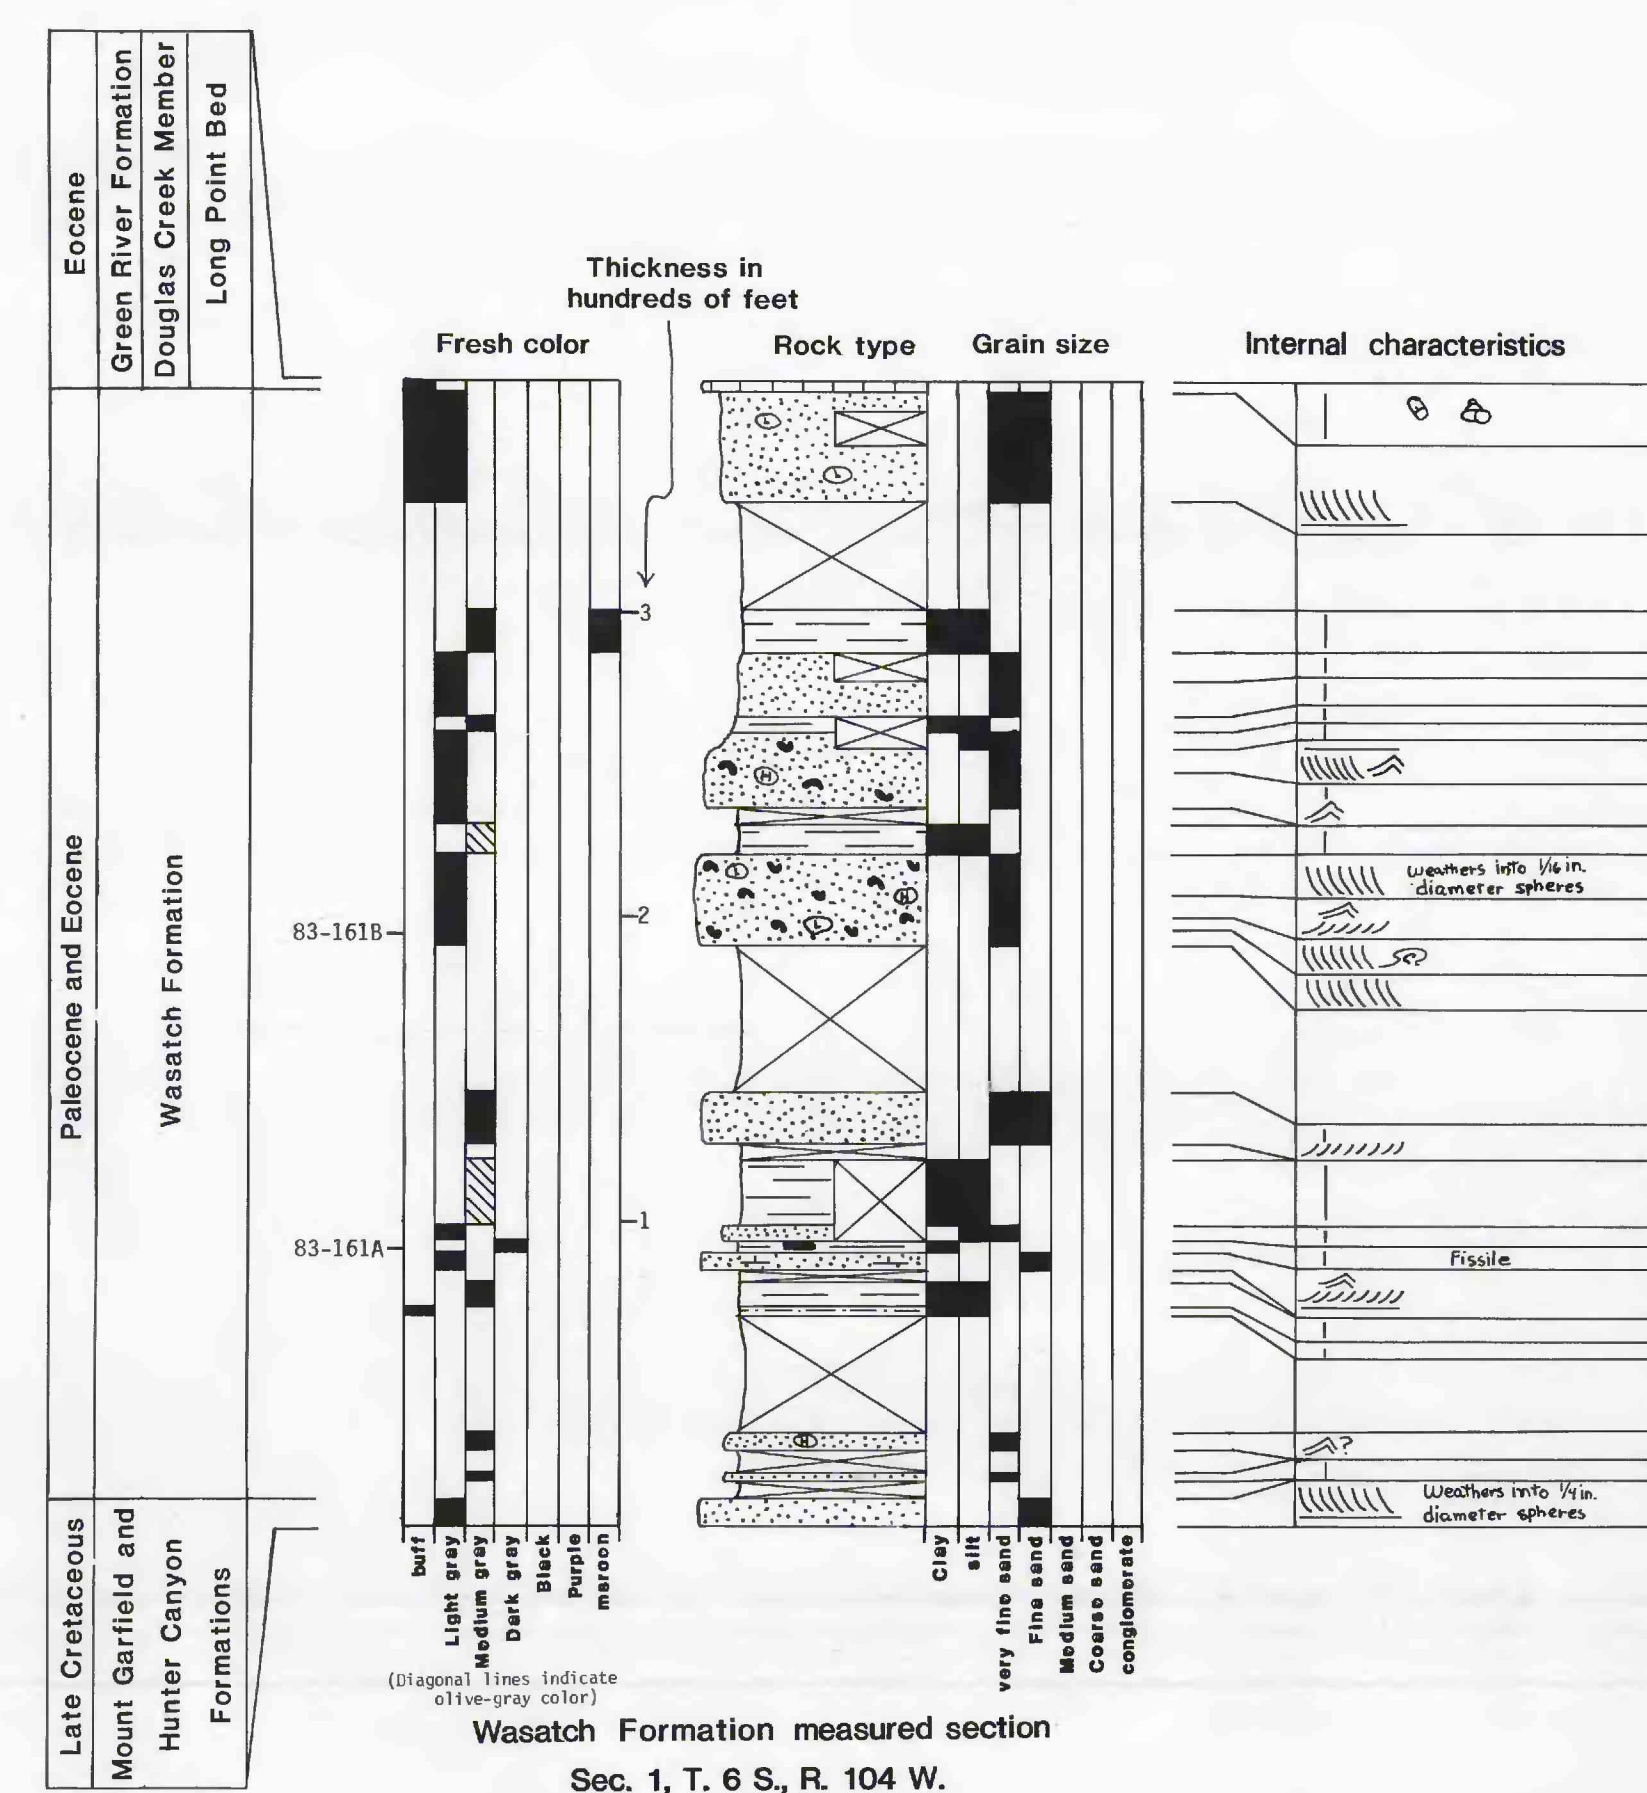 Eocene
Green River Formation
Douglas Creek Member
Long Point Bed
Paleocene and Eocene
Wasatch Formation
Late Cretaceous
Mount Garfield and
Hunter Canyon
Formations
Thickness in
hundreds of feet
Fresh color
Rock type
Grain size
Internal characteristics
3
2
1
83-161B
83-161A
L
L
H
L
H
L
H
weathers into 1/16 in.
diameter spheres
Fissile
?
Weathers into 1/4 in.
diameter spheres
buff
Light gray
Medium gray
Dark gray
Black
Purple
maroon
Clay
silt
very fine sand
Fine sand
Medium sand
Coarse sand
conglomerate
(Diagonal lines indicate
olive-gray color)
Wasatch Formation measured section
Sec. 1, T. 6 S., R. 104 W.